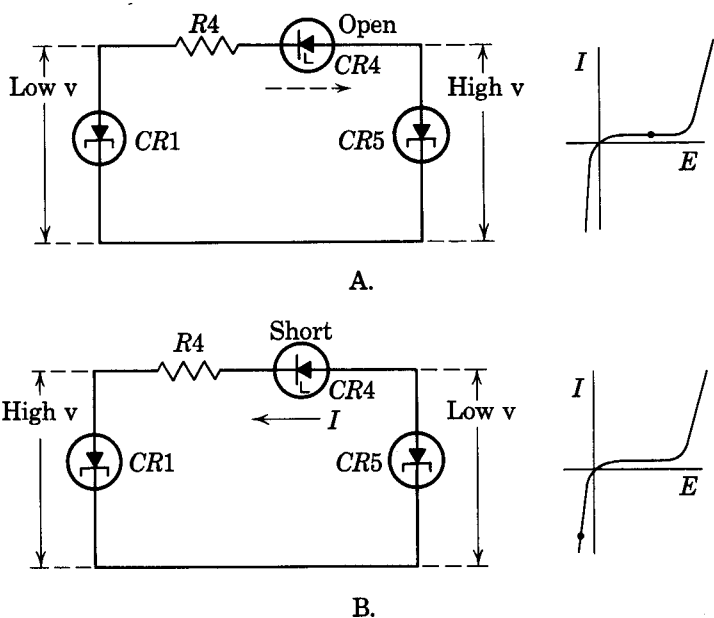 R4
Open
I
Low v
CR4
High v
CR1
CR5
E
A.
Short
R4
I
High v
CR4
Low v
I
CR1
CR5
E
B.